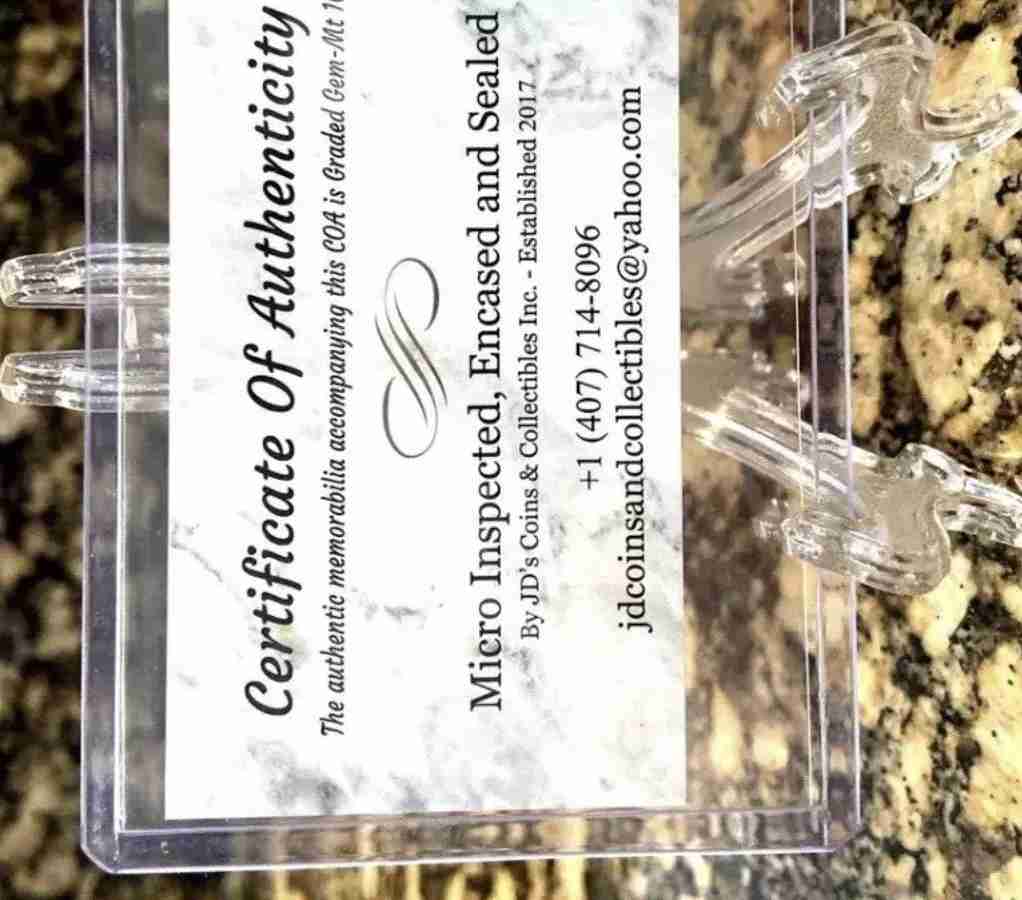 Certificate Of Authenticity
The authentic memorabilia accompanying this COA is Graded Gem-Mt 10
Micro Inspected, Encased and Sealed
By JD's Coins & Collectibles Inc. - Established 2017
+1 (407) 714-8096
jdcoinsandcollectibles@yahoo.com